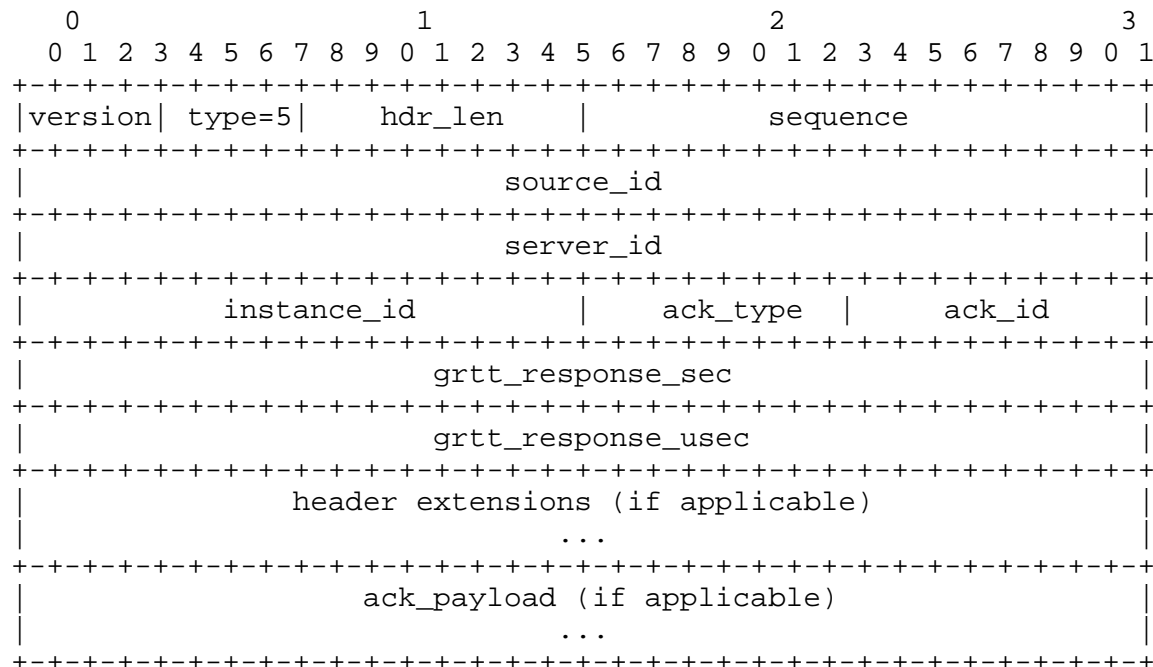 0 1 2 3
0 1 2 3 4 5 6 7 8 9 0 1 2 3 4 5 6 7 8 9 0 1 2 3 4 5 6 7 8 9 0 1
+-+-+-+-+-+-+-+-+-+-+-+-+-+-+-+-+-+-+-+-+-+-+-+-+-+-+-+-+-+-+-+-+
|version| type=5| hdr_len | sequence |
+-+-+-+-+-+-+-+-+-+-+-+-+-+-+-+-+-+-+-+-+-+-+-+-+-+-+-+-+-+-+-+-+
| source_id |
+-+-+-+-+-+-+-+-+-+-+-+-+-+-+-+-+-+-+-+-+-+-+-+-+-+-+-+-+-+-+-+-+
| server_id |
+-+-+-+-+-+-+-+-+-+-+-+-+-+-+-+-+-+-+-+-+-+-+-+-+-+-+-+-+-+-+-+-+
| instance_id | ack_type | ack_id |
+-+-+-+-+-+-+-+-+-+-+-+-+-+-+-+-+-+-+-+-+-+-+-+-+-+-+-+-+-+-+-+-+
| grtt_response_sec |
+-+-+-+-+-+-+-+-+-+-+-+-+-+-+-+-+-+-+-+-+-+-+-+-+-+-+-+-+-+-+-+-+
| grtt_response_usec |
+-+-+-+-+-+-+-+-+-+-+-+-+-+-+-+-+-+-+-+-+-+-+-+-+-+-+-+-+-+-+-+-+
| header extensions (if applicable) |
| ... |
+-+-+-+-+-+-+-+-+-+-+-+-+-+-+-+-+-+-+-+-+-+-+-+-+-+-+-+-+-+-+-+-+
| ack_payload (if applicable) |
| ... |
+-+-+-+-+-+-+-+-+-+-+-+-+-+-+-+-+-+-+-+-+-+-+-+-+-+-+-+-+-+-+-+-+